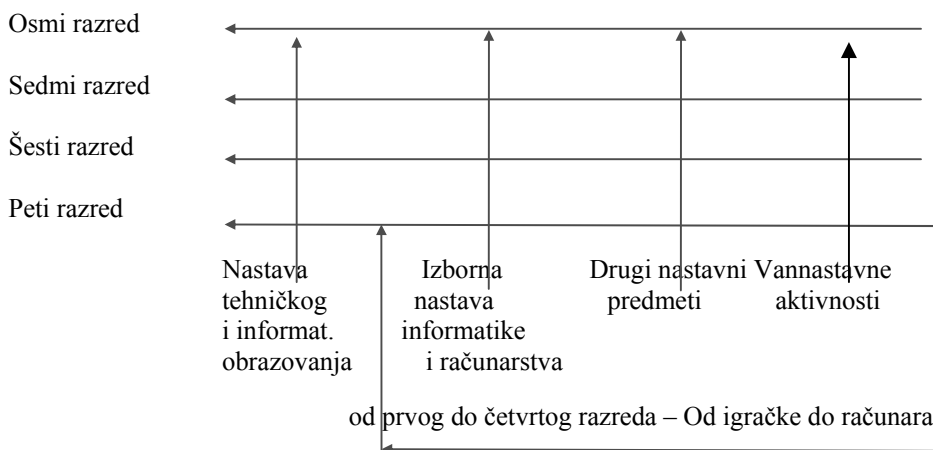 Osmi razred
Sedmi razred
Šesti razred
Peti razred
Nastava Izborna Drugi nastavni Vannastavne
tehničkog nastava predmeti aktivnosti
i informat. informatike
obrazovanja i računarstva
od prvog do četvrtog razreda – Od igračke do računara